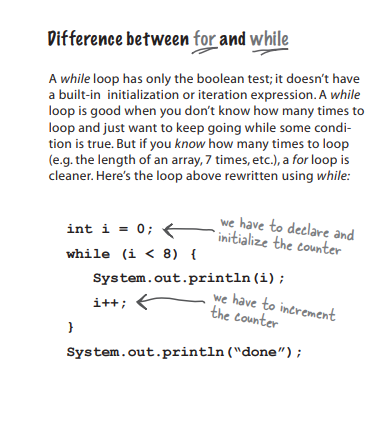 Difference between for and while
A while loop has only the boolean test; it doesn't have
a built-in initialization or iteration expression. A while
loop is good when you don't know how many times to
loop and just want to keep going while some condi-
tion is true. But if you know how many times to loop
(e.g. the length of an array, 7 times, etc.), a for loop is
cleaner. Here's the loop above rewritten using while:
int i = 0;
we have to declare and
initialize the counter
while (i < 8) {
System.out.println(i);
i++;
we have to increment
the counter
}
System.out.println("done");